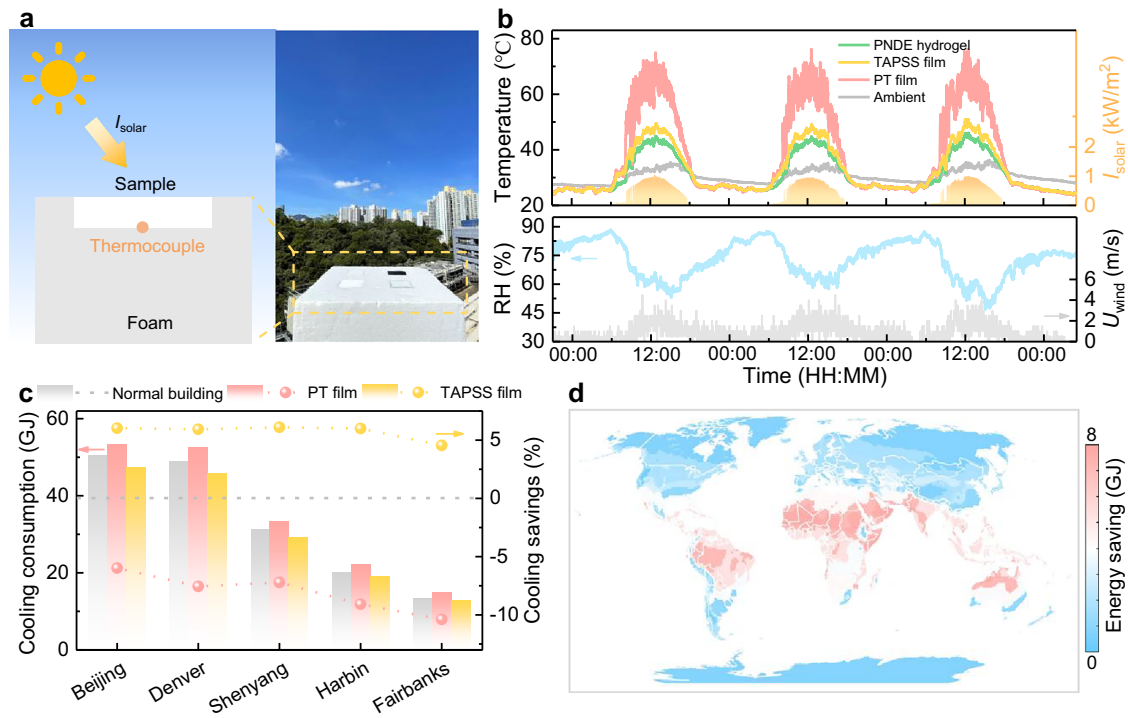 a
I solar
Sample
Thermocouple
Foam
b
Temperature (℃)
80
60
40
20
PNDE hydrogel
TAPSS film
PT film
Ambient
2
1
0
I solar (kW/m²)
RH (%)
90
75
60
45
30
6
4
2
0
U wind (m/s)
00:00 12:00 00:00 12:00 00:00 12:00 00:00
Time (HH:MM)
c
Normal building PT film TAPSS film
Cooling consumption (GJ)
60
40
20
0
5
0
-5
-10
Cooling savings (%)
Beijing
Denver
Shenyang
Harbin
Fairbanks
d
8
0
Energy saving (GJ)